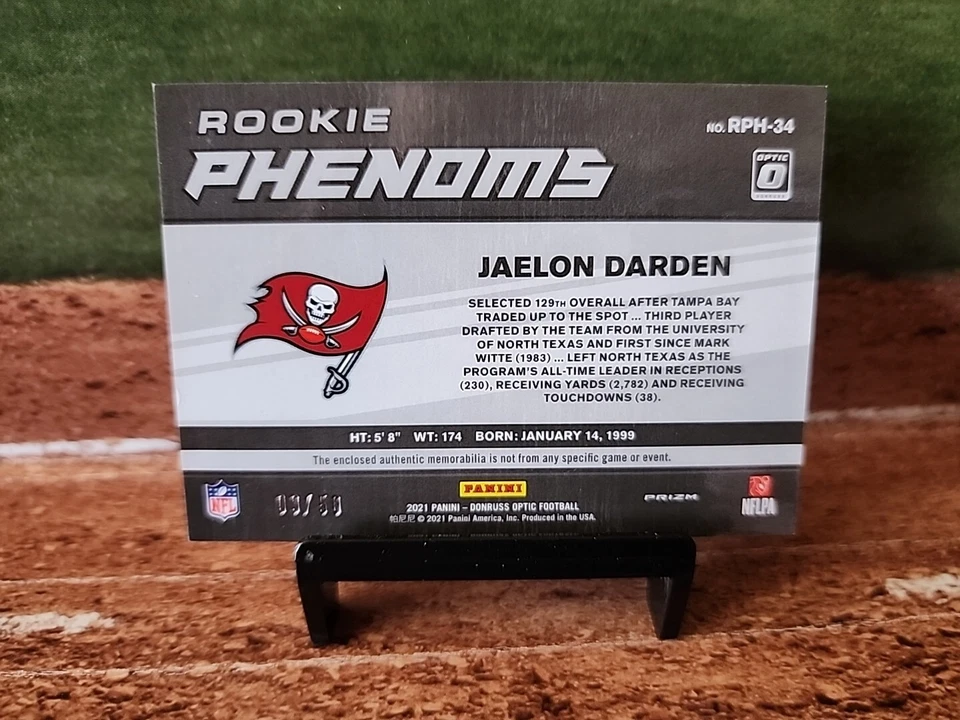 ROOKIE
PHENOMS
NO. RPH-34
OPTIC
O
DONRUSS
JAELON DARDEN
SELECTED 129TH OVERALL AFTER TAMPA BAY
TRADED UP TO THE SPOT ... THIRD PLAYER
DRAFTED BY THE TEAM FROM THE UNIVERSITY
OF NORTH TEXAS AND FIRST SINCE MARK
WITTE (1983) ... LEFT NORTH TEXAS AS THE
PROGRAM'S ALL-TIME LEADER IN RECEPTIONS
(230), RECEIVING YARDS (2,782) AND RECEIVING
TOUCHDOWNS (38).
HT: 5' 8" WT: 174 BORN: JANUARY 14, 1999
The enclosed authentic memorabilia is not from any specific game or event.
NFL
PANINI
2021 PANINI – DONRUSS OPTIC FOOTBALL
帕尼尼 © 2021 Panini America, Inc. Produced in the USA.
PRIZM
NFLPA